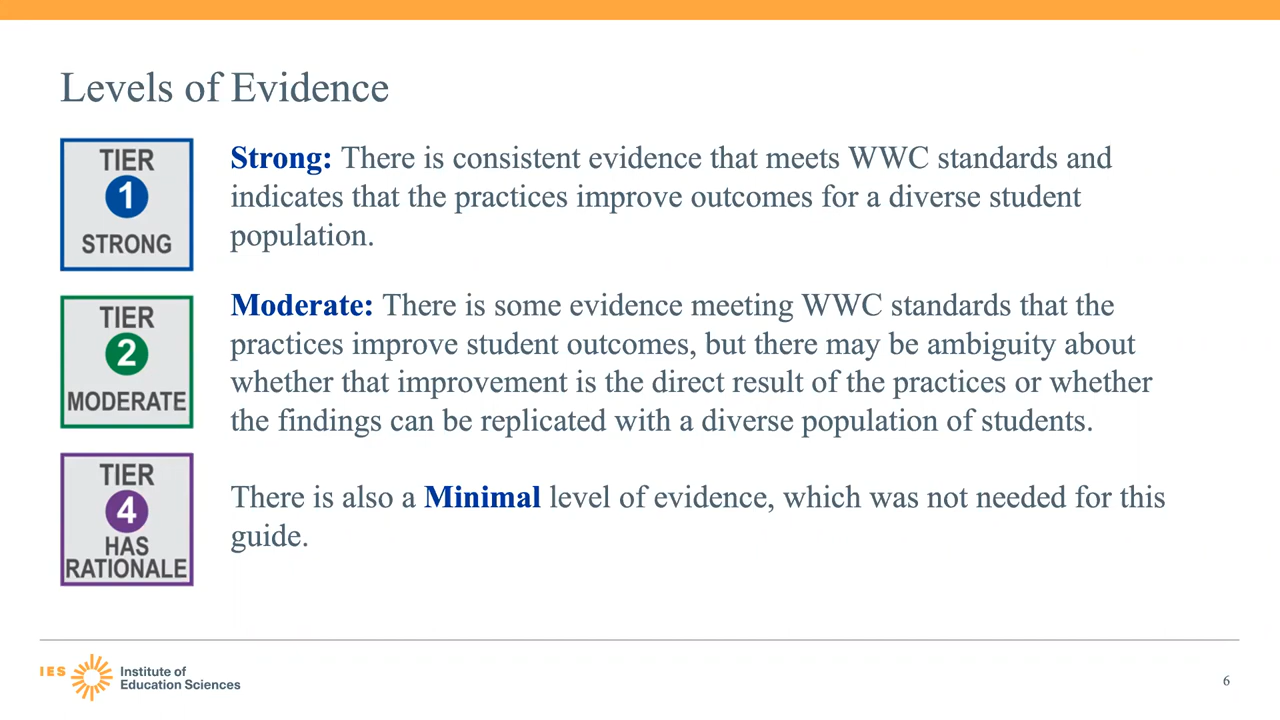 Levels of Evidence
TIER
1
STRONG
Strong: There is consistent evidence that meets WWC standards and
indicates that the practices improve outcomes for a diverse student
population.
TIER
2
MODERATE
Moderate: There is some evidence meeting WWC standards that the
practices improve student outcomes, but there may be ambiguity about
whether that improvement is the direct result of the practices or whether
the findings can be replicated with a diverse population of students.
TIER
4
HAS
RATIONALE
There is also a Minimal level of evidence, which was not needed for this
guide.
IES
Institute of
Education Sciences
6